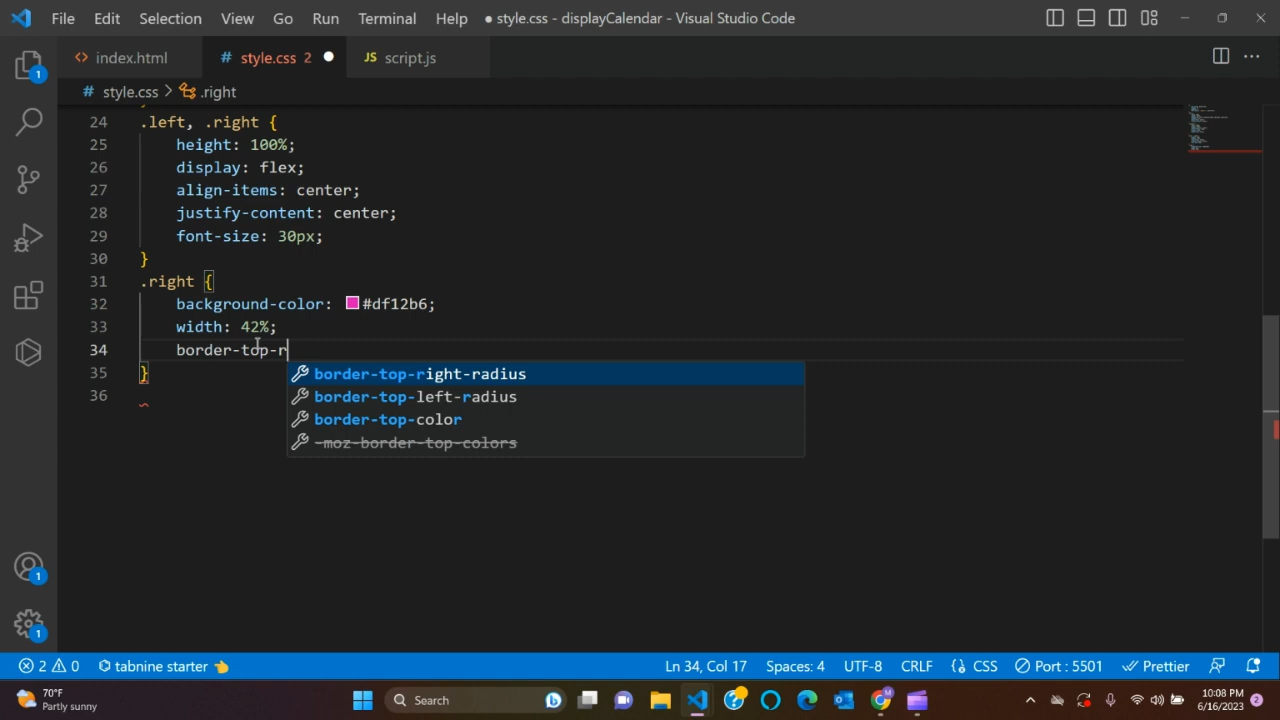 File Edit Selection View Go Run Terminal Help ● style.css - displayCalendar - Visual Studio Code
<> index.html # style.css 2 JS script.js
1
# style.css > .right
24 .left, .right {
25 height: 100%;
26 display: flex;
27 align-items: center;
28 justify-content: center;
29 font-size: 30px;
30 }
31 .right {
32 background-color: #df12b6;
33 width: 42%;
34 border-top-r
35 }
36
border-top-right-radius
border-top-left-radius
border-top-color
-moz-border-top-colors
1
1
2 0 tabnine starter 👈 Ln 34, Col 17 Spaces: 4 UTF-8 CRLF {} CSS Port : 5501 Prettier
70°F
Partly sunny
Search
10:08 PM
6/16/2023
2